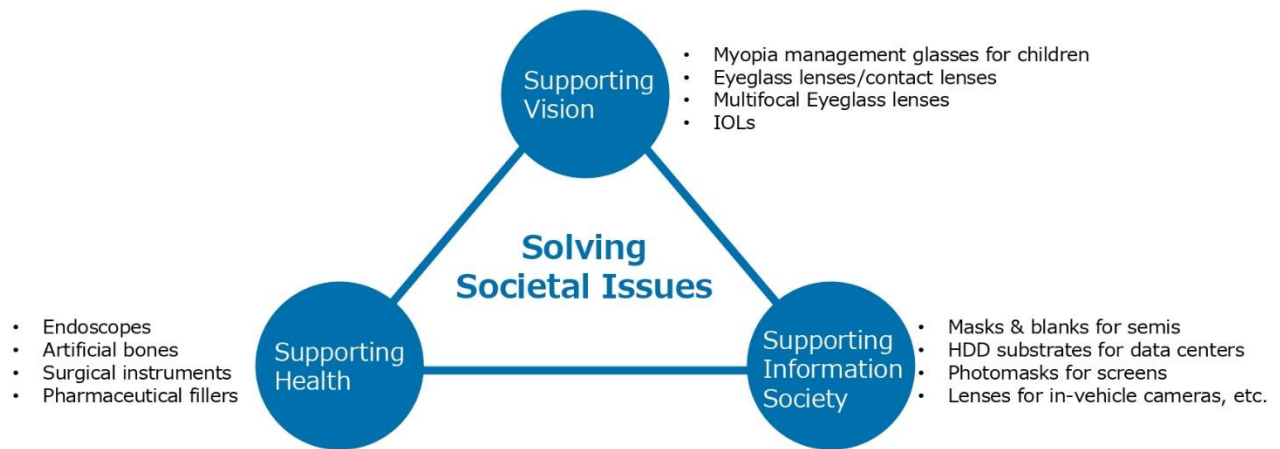 Supporting
Vision
• Myopia management glasses for children
• Eyeglass lenses/contact lenses
• Multifocal Eyeglass lenses
• IOLs
Solving
Societal Issues
• Endoscopes
• Artificial bones
• Surgical instruments
• Pharmaceutical fillers
Supporting
Health
Supporting
Information
Society
• Masks & blanks for semis
• HDD substrates for data centers
• Photomasks for screens
• Lenses for in-vehicle cameras, etc.